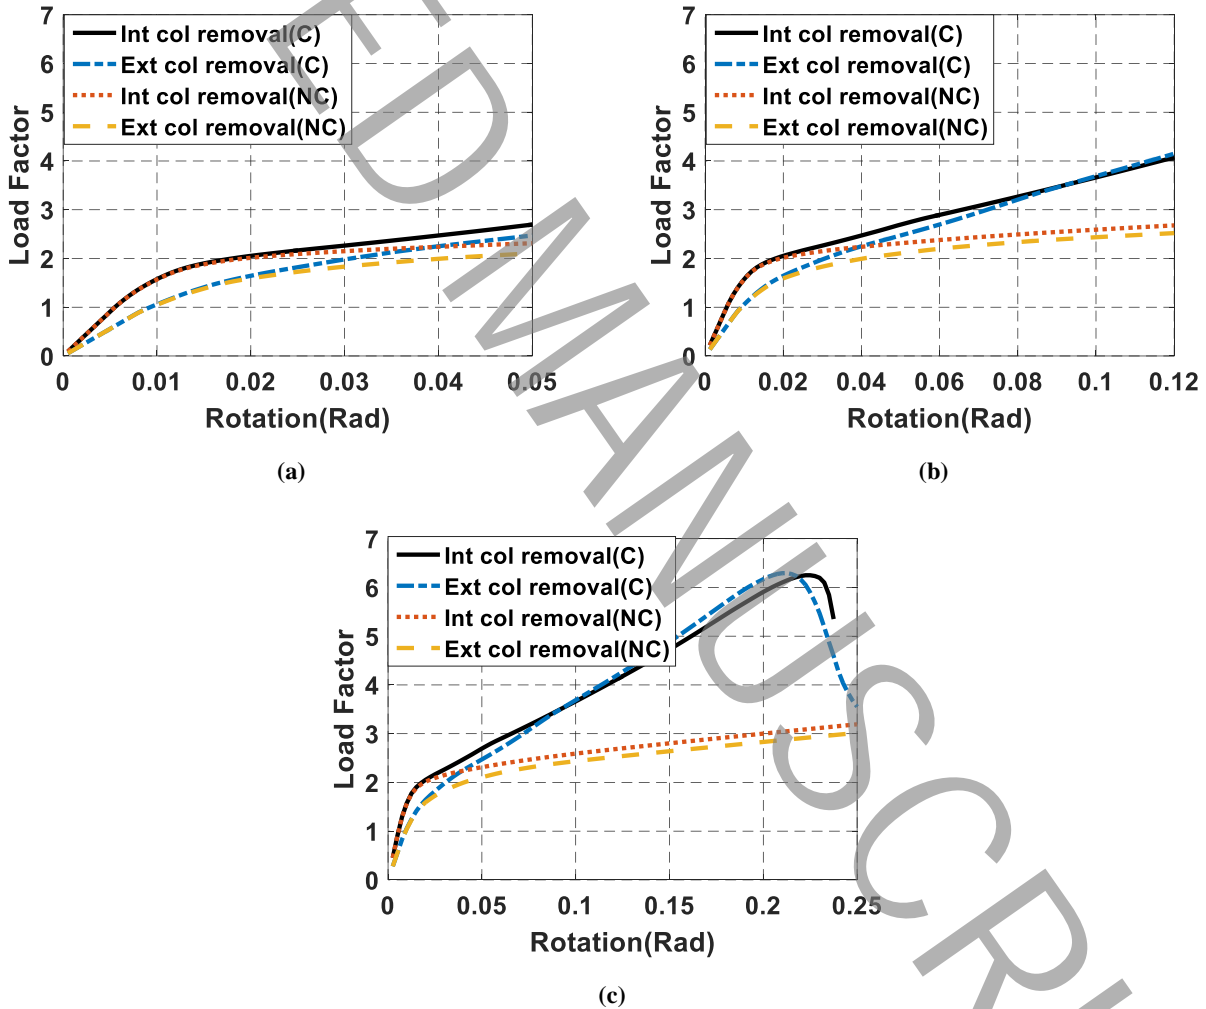 7
6
5
4
3
2
1
0
Load Factor
Int col removal(C)
Ext col removal(C)
Int col removal(NC)
Ext col removal(NC)
0 0.01 0.02 0.03 0.04 0.05
Rotation(Rad)
(a)
7
6
5
4
3
2
1
0
Load Factor
Int col removal(C)
Ext col removal(C)
Int col removal(NC)
Ext col removal(NC)
0 0.02 0.04 0.06 0.08 0.1 0.12
Rotation(Rad)
(b)
7
6
5
4
3
2
1
0
Load Factor
Int col removal(C)
Ext col removal(C)
Int col removal(NC)
Ext col removal(NC)
0 0.05 0.1 0.15 0.2 0.25
Rotation(Rad)
(c)
ED MANUSCRI